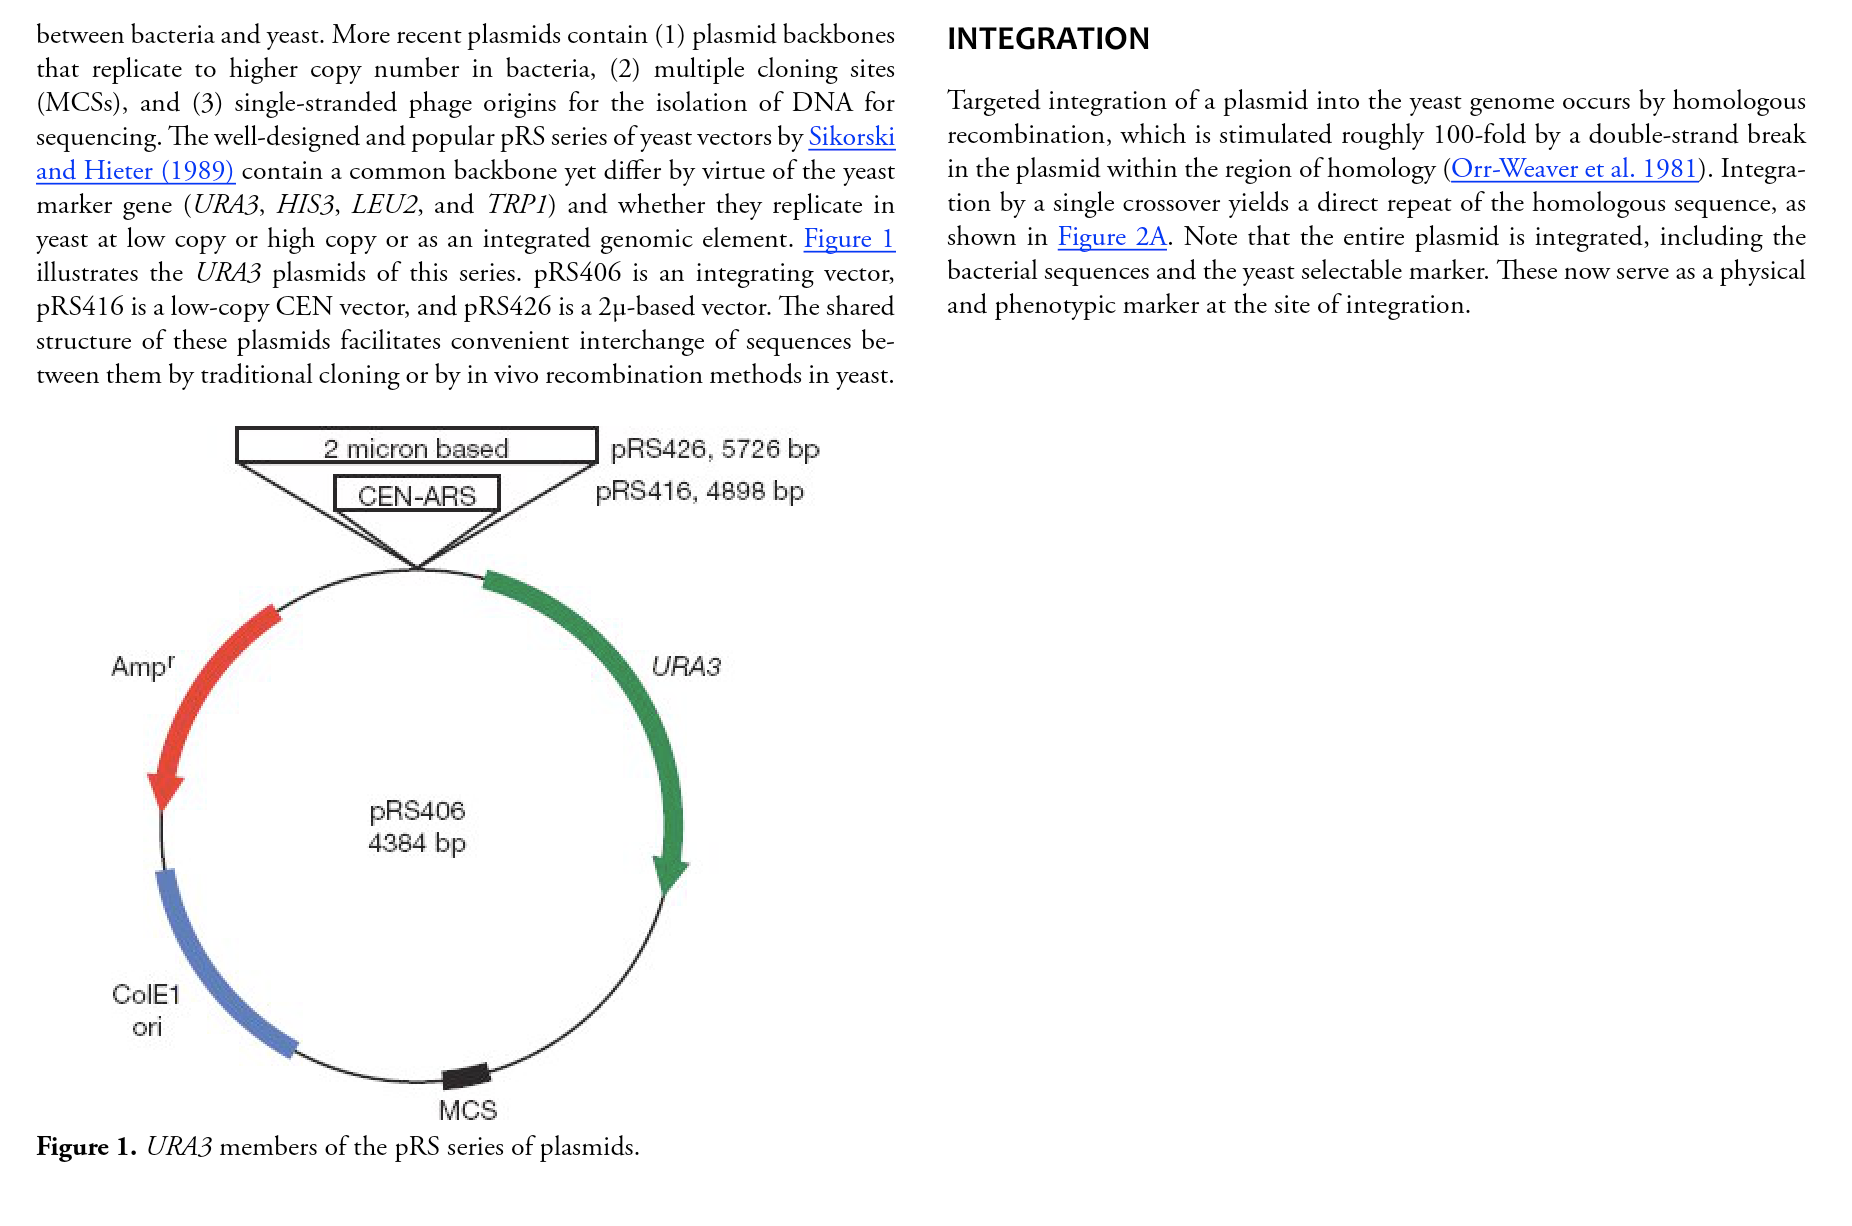 between bacteria and yeast. More recent plasmids contain (1) plasmid backbones
that replicate to higher copy number in bacteria, (2) multiple cloning sites
(MCSs), and (3) single-stranded phage origins for the isolation of DNA for
sequencing. The well-designed and popular pRS series of yeast vectors by Sikorski
and Hieter (1989) contain a common backbone yet differ by virtue of the yeast
marker gene (URA3, HIS3, LEU2, and TRP1) and whether they replicate in
yeast at low copy or high copy or as an integrated genomic element. Figure 1
illustrates the URA3 plasmids of this series. pRS406 is an integrating vector,
pRS416 is a low-copy CEN vector, and pRS426 is a 2μ-based vector. The shared
structure of these plasmids facilitates convenient interchange of sequences be-
tween them by traditional cloning or by in vivo recombination methods in yeast.
2 micron based
pRS426, 5726 bp
CEN-ARS
pRS416, 4898 bp
Ampʳ
URA3
pRS406
4384 bp
ColE1
ori
MCS
Figure 1. URA3 members of the pRS series of plasmids.
INTEGRATION
Targeted integration of a plasmid into the yeast genome occurs by homologous
recombination, which is stimulated roughly 100-fold by a double-strand break
in the plasmid within the region of homology (Orr-Weaver et al. 1981). Integra-
tion by a single crossover yields a direct repeat of the homologous sequence, as
shown in Figure 2A. Note that the entire plasmid is integrated, including the
bacterial sequences and the yeast selectable marker. These now serve as a physical
and phenotypic marker at the site of integration.